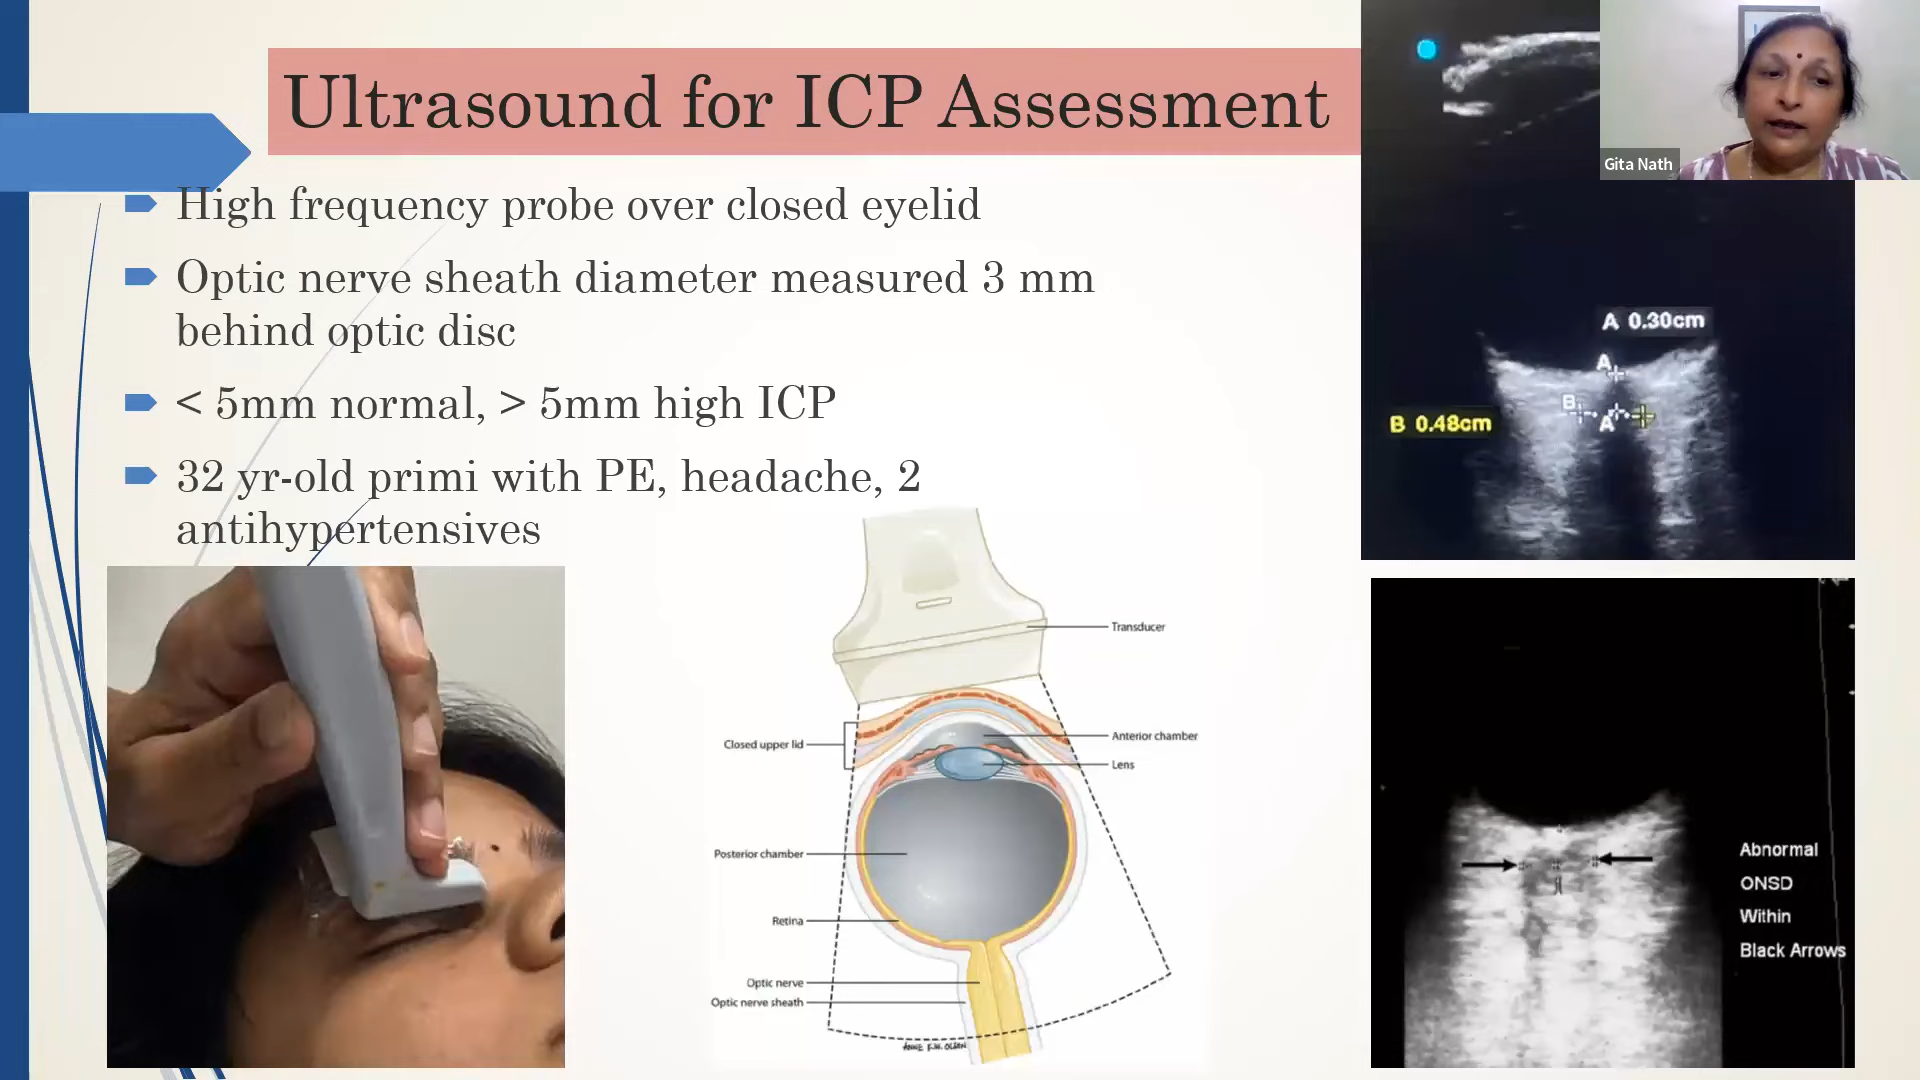 Ultrasound for ICP Assessment
High frequency probe over closed eyelid
Optic nerve sheath diameter measured 3 mm
behind optic disc
< 5mm normal, > 5mm high ICP
32 yr-old primi with PE, headache, 2
antihypertensives
Gita Nath
A 0.30cm
A
B
A
B 0.48cm
Transducer
Closed upper lid
Anterior chamber
Lens
Posterior chamber
Retina
Optic nerve
Optic nerve sheath
ANNE E.W. OLSEN
Abnormal
ONSD
Within
Black Arrows